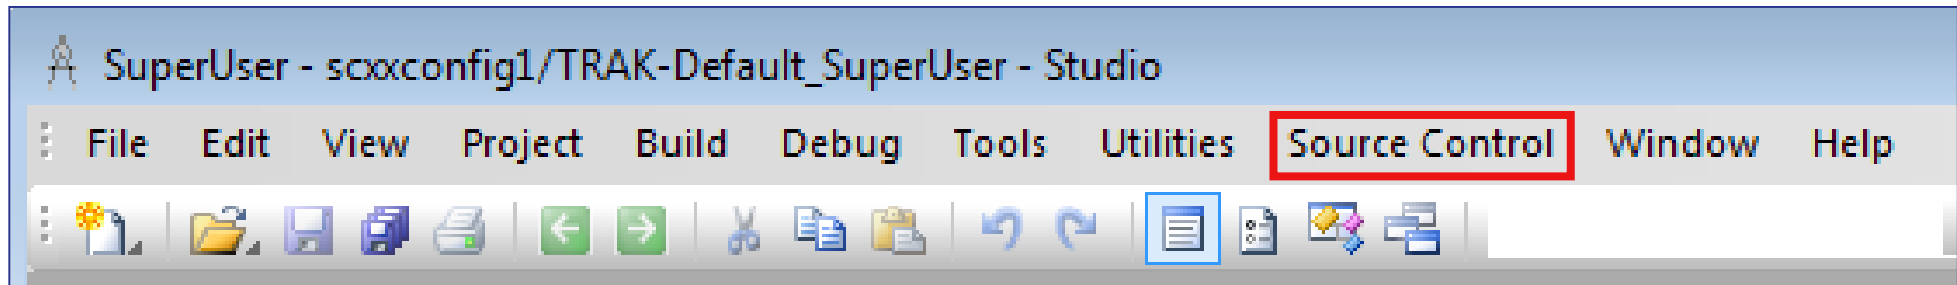 SuperUser - scxxconfig1/TRAK-Default_SuperUser - Studio
File Edit View Project Build Debug Tools Utilities Source Control Window Help